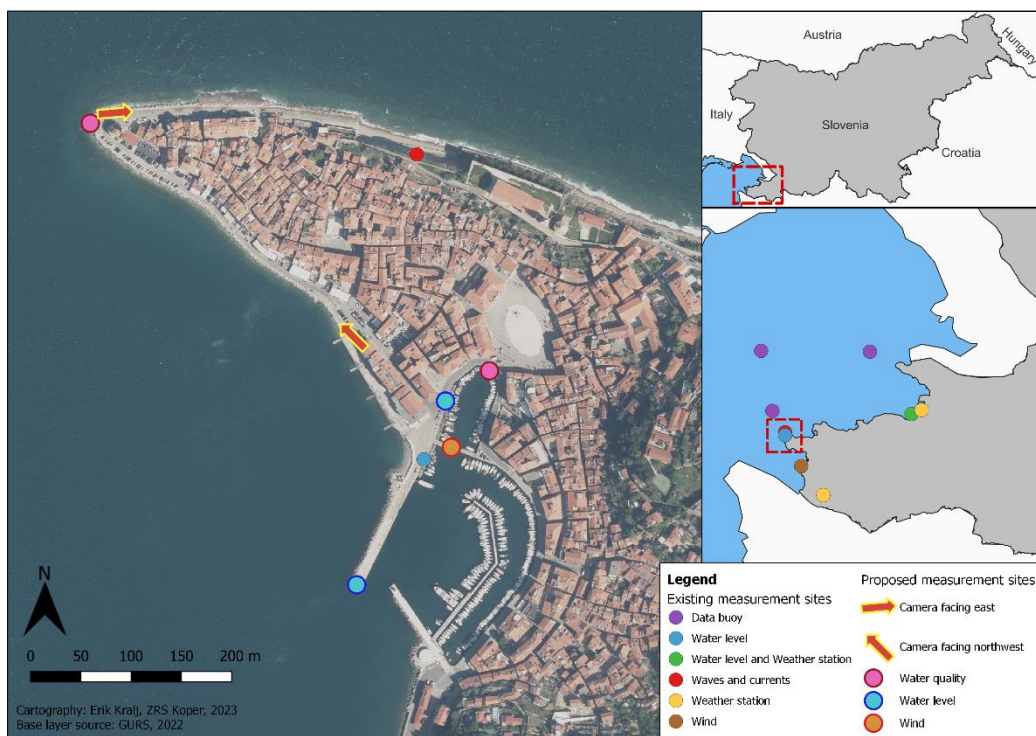 Austria
Hungary
Italy
Slovenia
Croatia
N
0 50 100 150 200 m
Cartography: Erik Kralj, ZRS Koper, 2023
Base layer source: GURS, 2022
Legend
Existing measurement sites
Data buoy
Water level
Water level and Weather station
Waves and currents
Weather station
Wind
Proposed measurement sites
Camera facing east
Camera facing northwest
Water quality
Water level
Wind